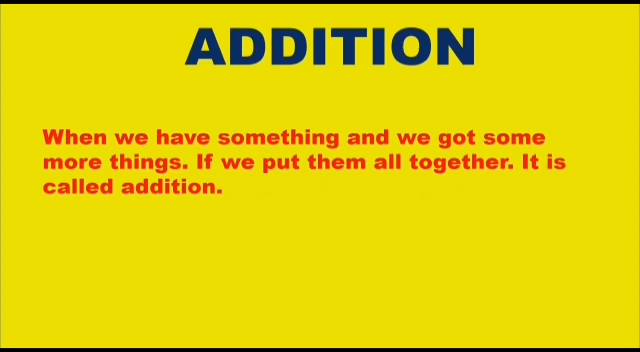 ADDITION
When we have something and we got some
more things. If we put them all together. It is
called addition.